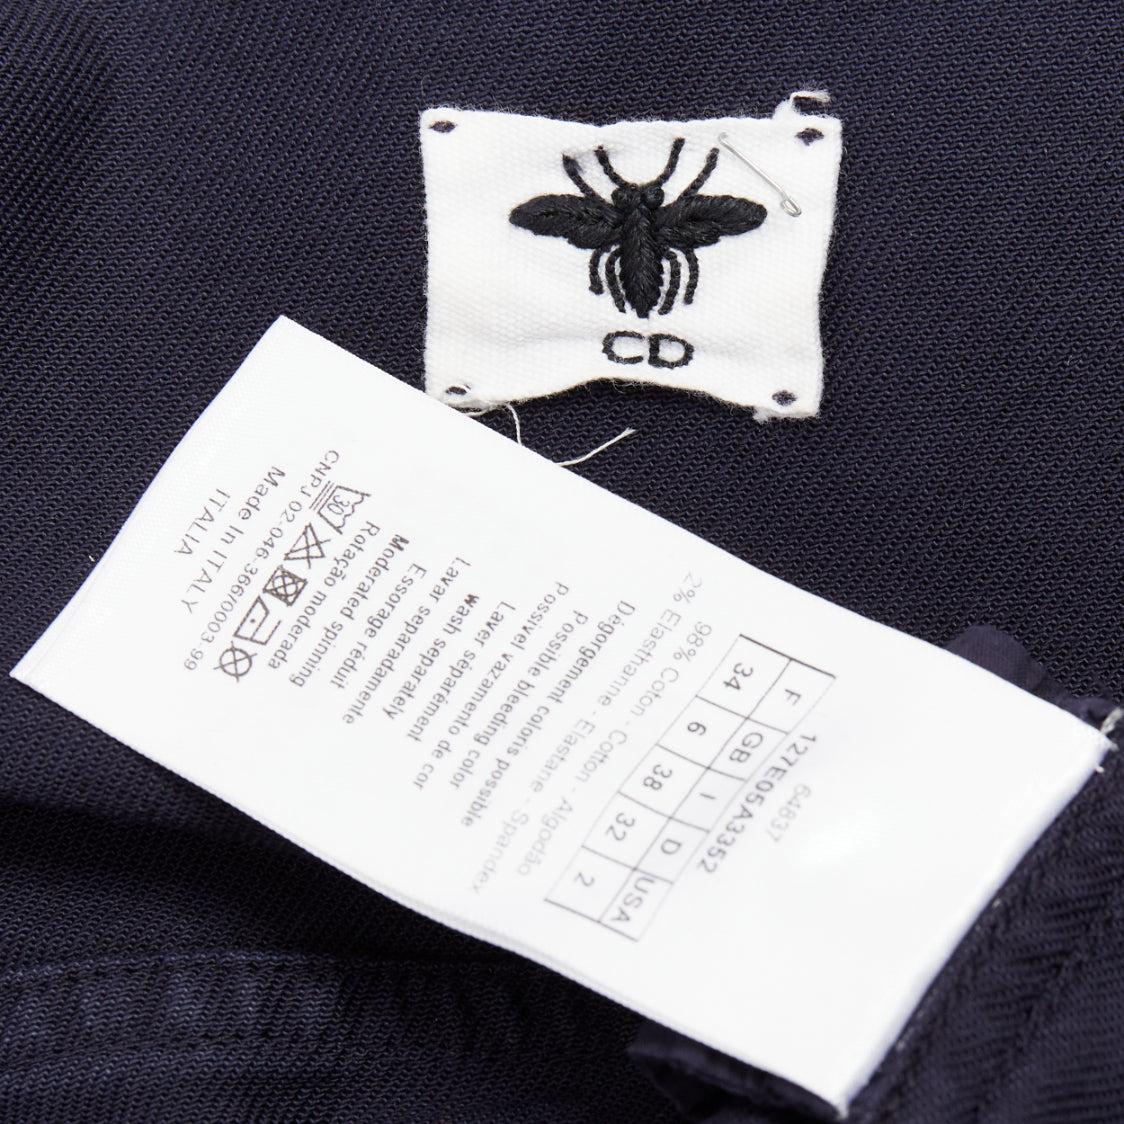 CD
64837
127E05A3352
F GB I D USA
34 6 38 32 2
98% Coton - Cotton - Algodão
2% Elasthanne - Elastane - Spandex
Dégorgement coloris possible
Possible bleeding color
Possivel vazamento de cor
Laver séparément
wash separately
Lavar separadamente
Essorage réduit
Moderated spinning
Rotação moderada
30
CNPJ 02-046-366/0003-99
Made In ITALY
ITALIA